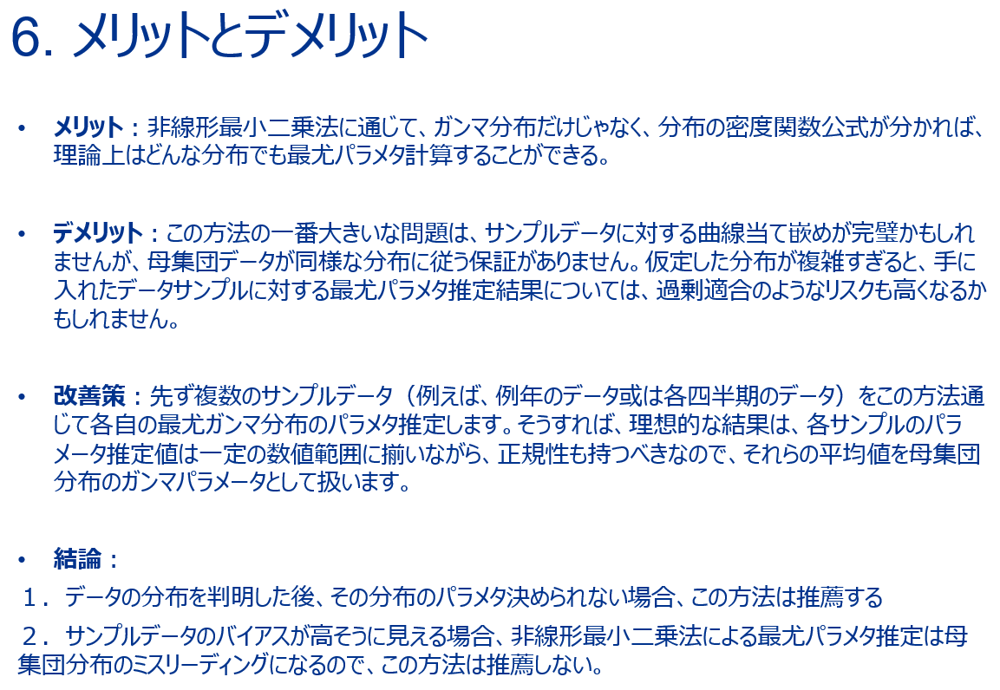 6. メリットとデメリット
• メリット：非線形最小二乗法に通じて、ガンマ分布だけじゃなく、分布の密度関数公式が分かれば、
理論上はどんな分布でも最尤パラメタ計算することができる。
• デメリット：この方法の一番大きいな問題は、サンプルデータに対する曲線当て嵌めが完璧かもしれ
ませんが、母集団データが同様な分布に従う保証がありません。仮定した分布が複雑すぎると、手に
入れたデータサンプルに対する最尤パラメタ推定結果については、過剰適合のようなリスクも高くなるか
もしれません。
• 改善策：先ず複数のサンプルデータ（例えば、例年のデータ或は各四半期のデータ）をこの方法通
じて各自の最尤ガンマ分布のパラメタ推定します。そうすれば、理想的な結果は、各サンプルのパラ
メータ推定値は一定の数値範囲に揃いながら、正規性も持つべきなので、それらの平均値を母集団
分布のガンマパラメータとして扱います。
• 結論：
１．データの分布を判明した後、その分布のパラメタ決められない場合、この方法は推薦する
２．サンプルデータのバイアスが高そうに見える場合、非線形最小二乗法による最尤パラメタ推定は母
集団分布のミスリーディングになるので、この方法は推薦しない。